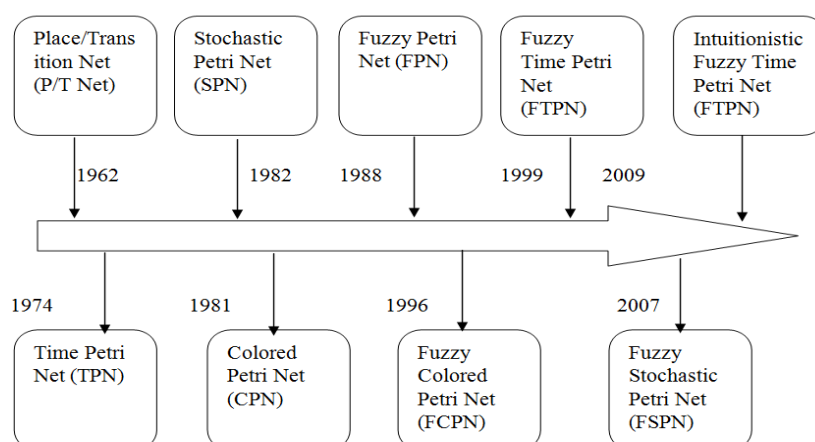 Place/Trans
ition Net
(P/T Net)
Stochastic
Petri Net
(SPN)
Fuzzy Petri
Net (FPN)
Fuzzy
Time Petri
Net
(FTPN)
Intuitionistic
Fuzzy Time
Petri Net
(FTPN)
1962
1982
1988
1999
2009
1974
1981
1996
2007
Time Petri
Net (TPN)
Colored
Petri Net
(CPN)
Fuzzy
Colored
Petri Net
(FCPN)
Fuzzy
Stochastic
Petri Net
(FSPN)